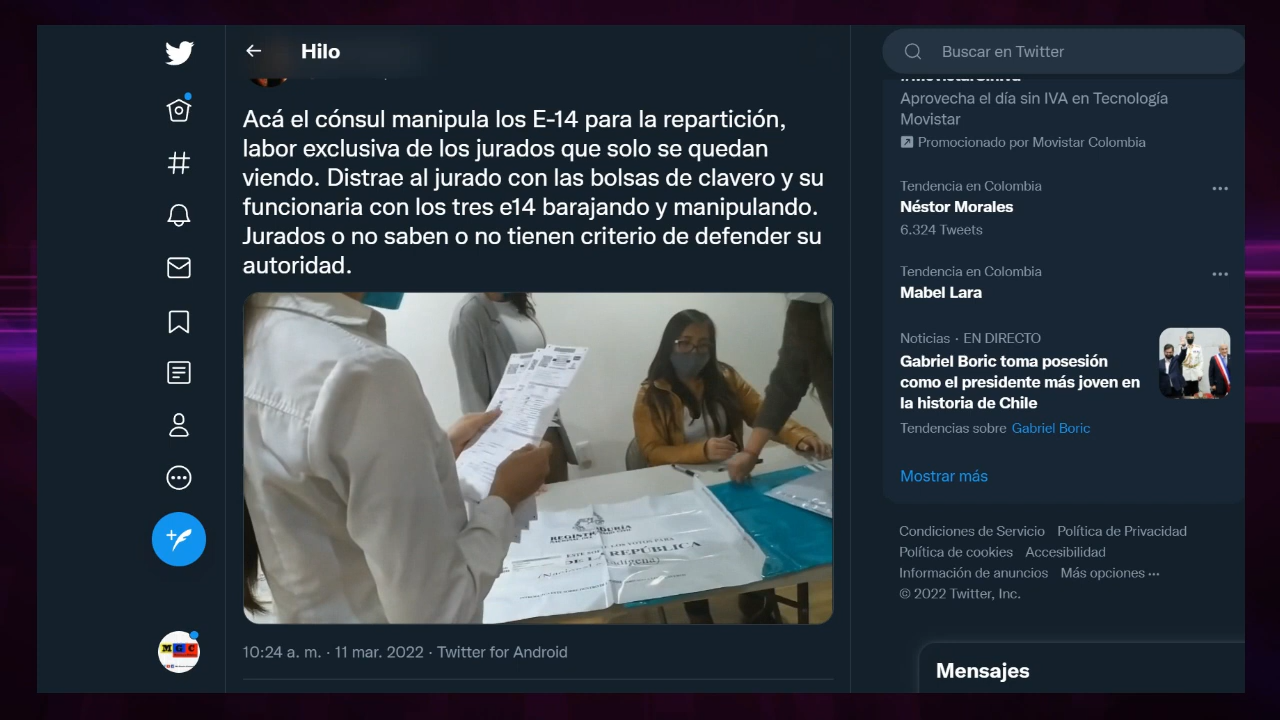 Hilo
Buscar en Twitter
Aprovecha el día sin IVA en Tecnología
Movistar
Promocionado por Movistar Colombia
Acá el cónsul manipula los E-14 para la repartición,
labor exclusiva de los jurados que solo se quedan
viendo. Distrae al jurado con las bolsas de clavero y su
funcionaria con los tres e14 barajando y manipulando.
Jurados o no saben o no tienen criterio de defender su
autoridad.
REGISTRADURÍA
DE LA REPÚBLICA
10:24 a. m. · 11 mar. 2022 · Twitter for Android
Tendencia en Colombia
Néstor Morales
6.324 Tweets
Tendencia en Colombia
Mabel Lara
Noticias · EN DIRECTO
Gabriel Boric toma posesión
como el presidente más joven en
la historia de Chile
Tendencias sobre Gabriel Boric
Mostrar más
Condiciones de Servicio Política de Privacidad
Política de cookies Accesibilidad
Información de anuncios Más opciones ···
© 2022 Twitter, Inc.
Mensajes
MGC